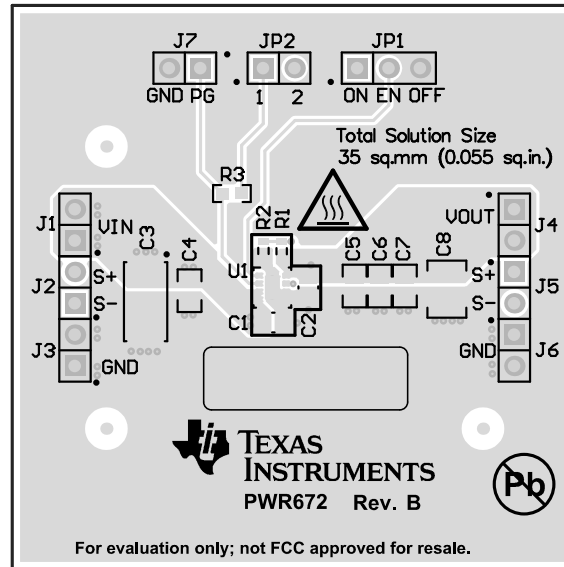 J7 JP2 JP1
GND PG 1 2 ON EN OFF
Total Solution Size
35 sq.mm (0.055 sq.in.)
R3
J1
VIN
C3
C4
R2
R1
VOUT
J4
J2
S+
S-
U1
C5
C6
C7
C8
S+
S-
J5
C1
C2
J3
GND
GND
J6
TEXAS
INSTRUMENTS
PWR672 Rev. B
Pb
For evaluation only; not FCC approved for resale.